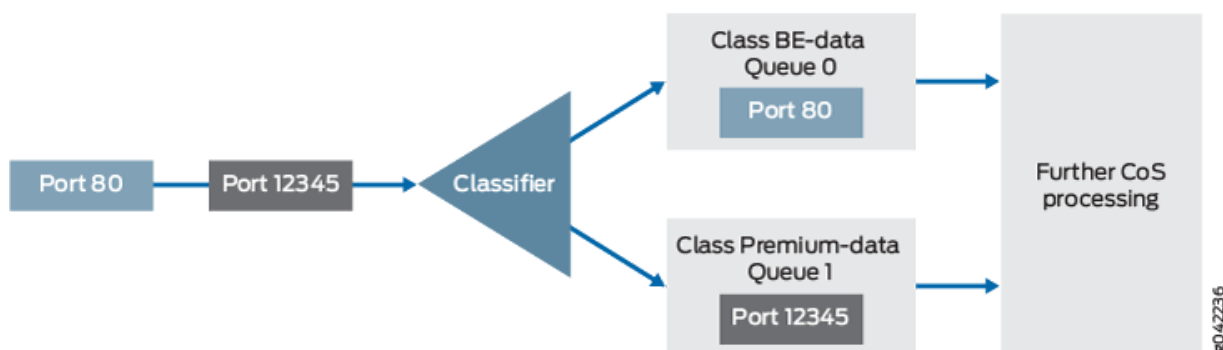 Port 80
Port 12345
Classifier
Class BE-data
Queue 0
Port 80
Class Premium-data
Queue 1
Port 12345
Further CoS
processing
g042236